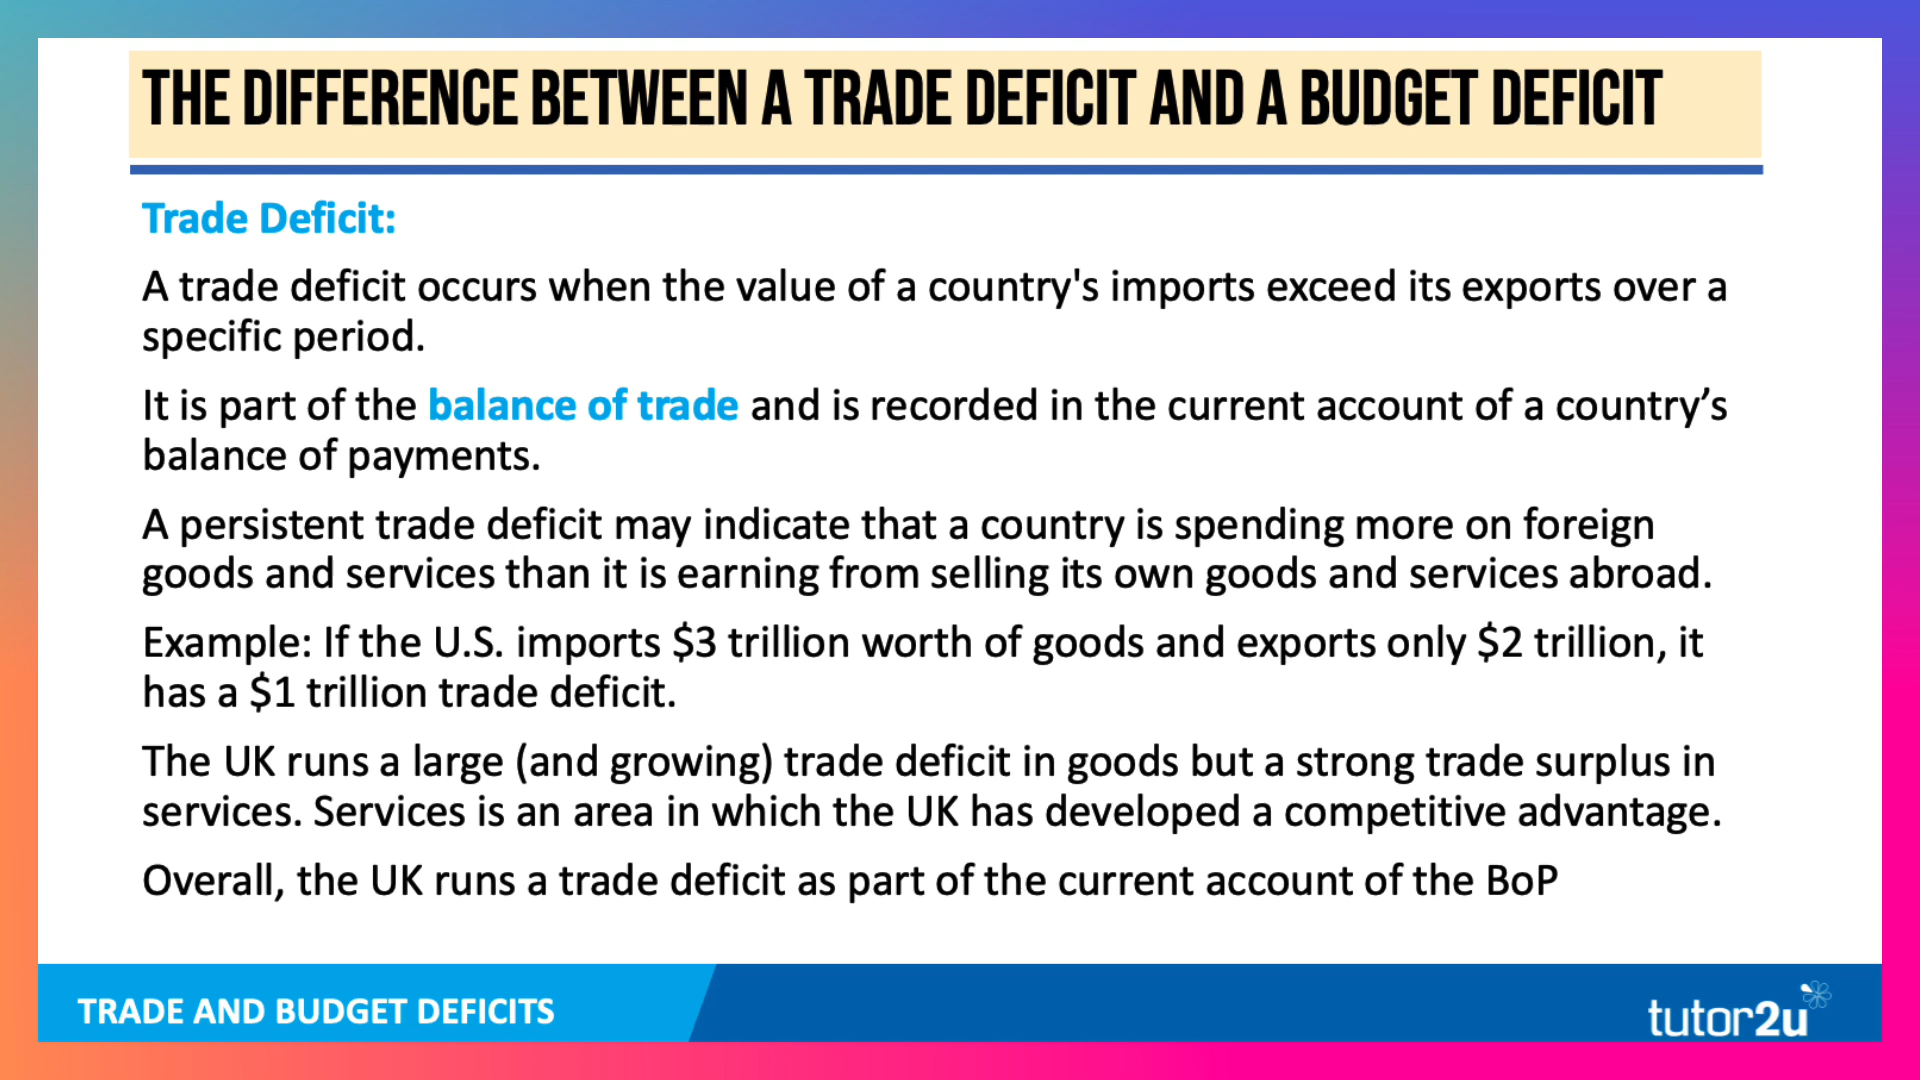 THE DIFFERENCE BETWEEN A TRADE DEFICIT AND A BUDGET DEFICIT
Trade Deficit:
A trade deficit occurs when the value of a country's imports exceed its exports over a
specific period.
It is part of the balance of trade and is recorded in the current account of a country’s
balance of payments.
A persistent trade deficit may indicate that a country is spending more on foreign
goods and services than it is earning from selling its own goods and services abroad.
Example: If the U.S. imports $3 trillion worth of goods and exports only $2 trillion, it
has a $1 trillion trade deficit.
The UK runs a large (and growing) trade deficit in goods but a strong trade surplus in
services. Services is an area in which the UK has developed a competitive advantage.
Overall, the UK runs a trade deficit as part of the current account of the BoP
TRADE AND BUDGET DEFICITS
tutor2u